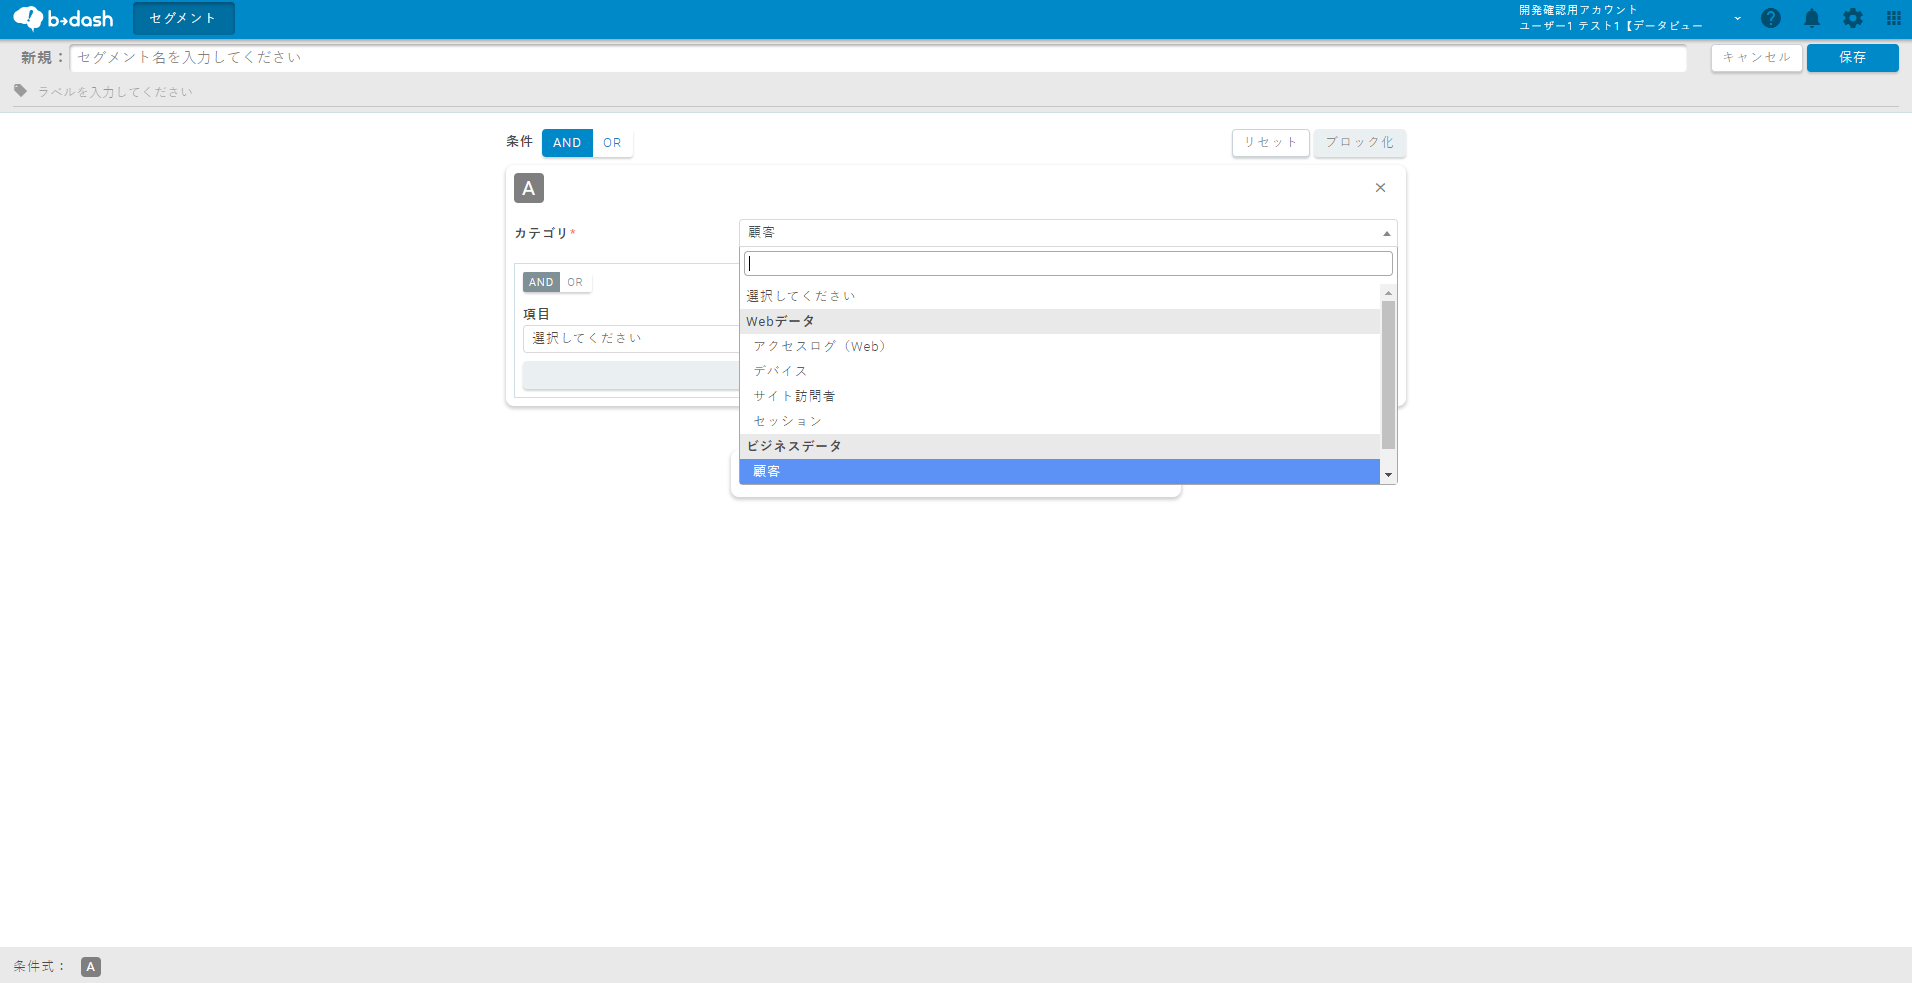 b→dash セグメント
開発確認用アカウント
ユーザー1 テスト1【データビュー
新規： セグメント名を入力してください キャンセル 保存
ラベルを入力してください
条件 AND OR リセット ブロック化
A
カテゴリ* 顧客
AND OR
項目
選択してください
選択してください
Webデータ
アクセスログ（Web）
デバイス
サイト訪問者
セッション
ビジネスデータ
顧客
条件式： A